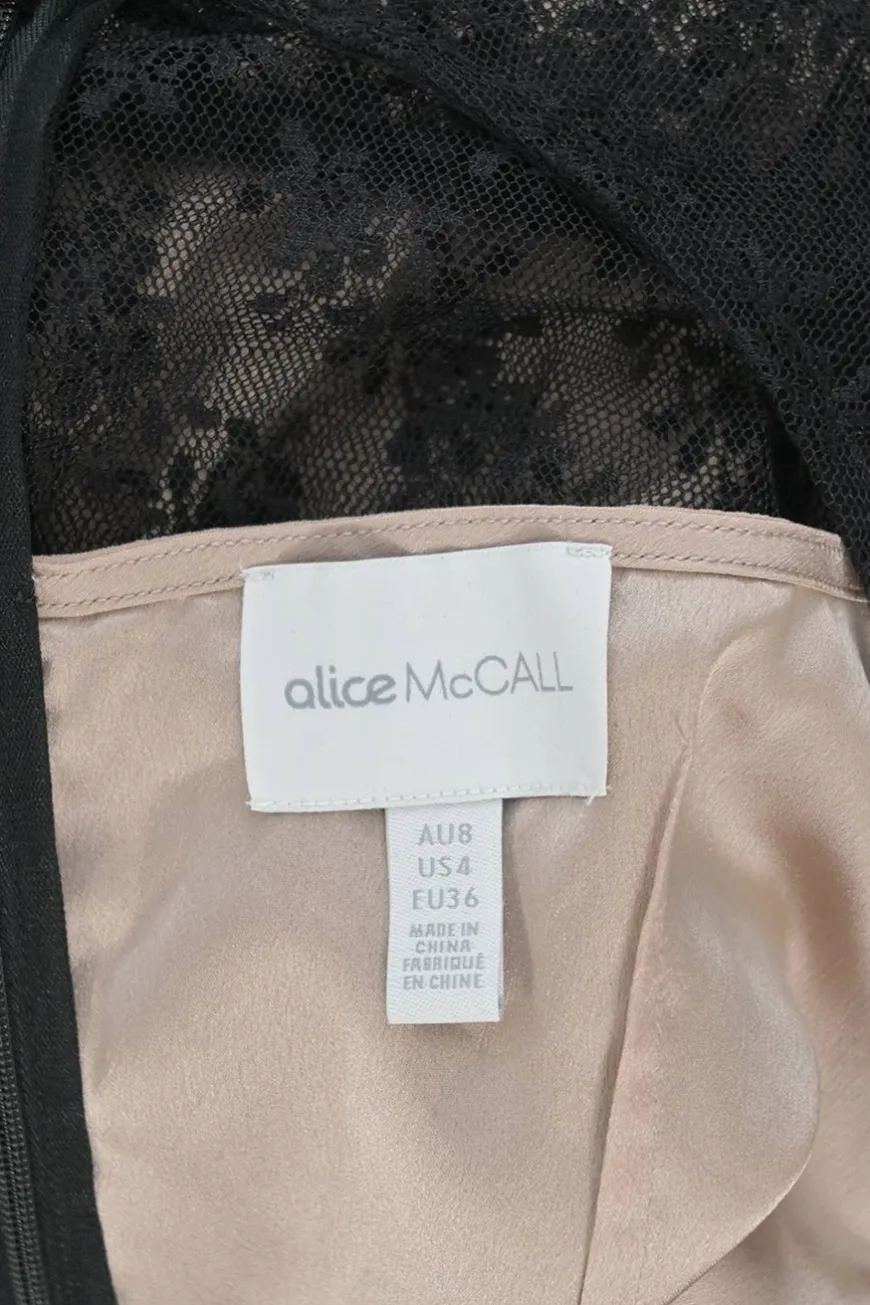 alice McCALL
AU8
US4
EU36
MADE IN
CHINA
FABRIQUÉ
EN CHINE